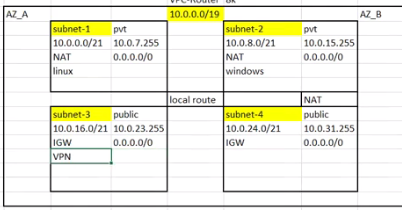 VPC-Router 8k
AZ_A 10.0.0.0/19 AZ_B
subnet-1 pvt subnet-2 pvt
10.0.0.0/21 10.0.7.255 10.0.8.0/21 10.0.15.255
NAT 0.0.0.0/0 NAT 0.0.0.0/0
linux windows
local route NAT
subnet-3 public subnet-4 public
10.0.16.0/21 10.0.23.255 10.0.24.0/21 10.0.31.255
IGW 0.0.0.0/0 IGW 0.0.0.0/0
VPN